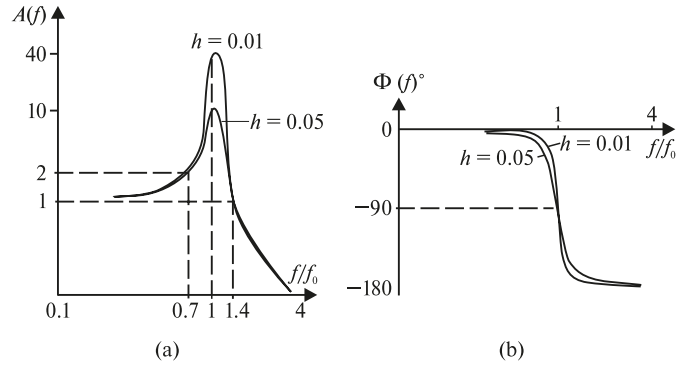 A(f)
40
10
2
1
h = 0.01
h = 0.05
f/f₀
0.1
0.7
1
1.4
4
(a)
Φ (f)°
0
−90
−180
1
4
f/f₀
h = 0.01
h = 0.05
(b)